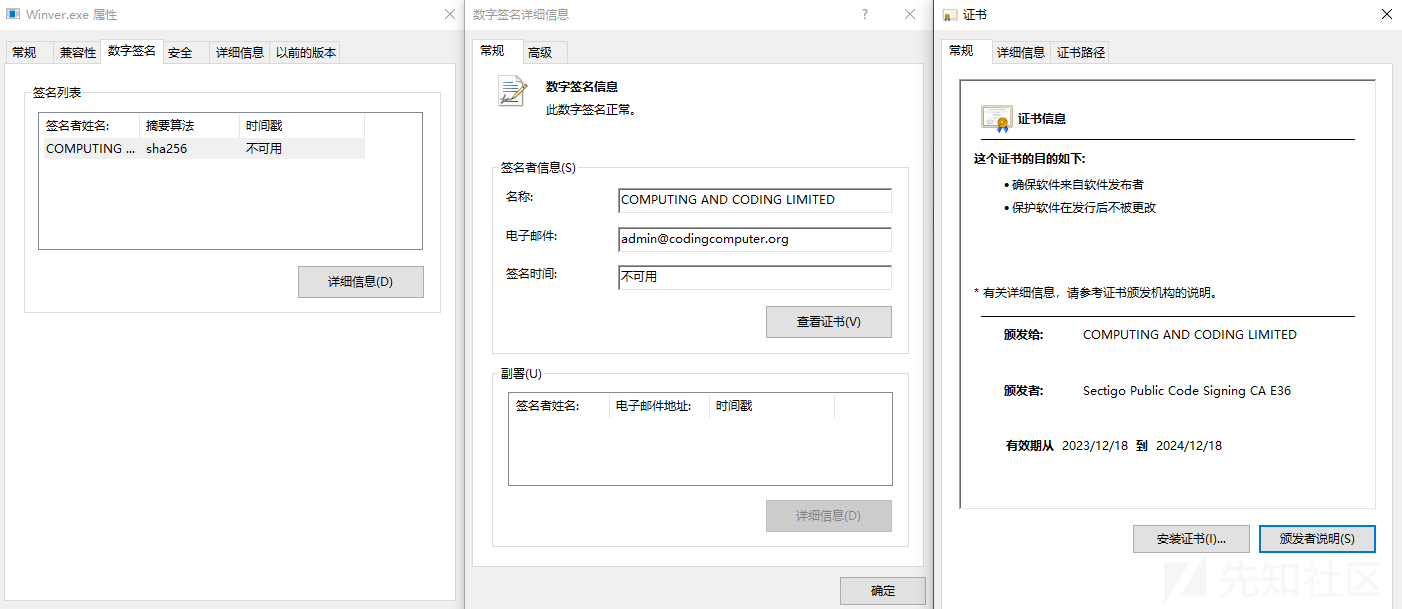 Winver.exe 属性
常规
兼容性
数字签名
安全
详细信息
以前的版本
签名列表
签名者姓名:
摘要算法
时间戳
COMPUTING ...
sha256
不可用
详细信息(D)
数字签名详细信息
?
常规
高级
数字签名信息
此数字签名正常。
签名者信息(S)
名称:
COMPUTING AND CODING LIMITED
电子邮件:
admin@codingcomputer.org
签名时间:
不可用
查看证书(V)
副署(U)
签名者姓名:
电子邮件地址:
时间戳
详细信息(D)
确定
证书
常规
详细信息
证书路径
证书信息
这个证书的目的如下:
• 确保软件来自软件发布者
• 保护软件在发行后不被更改
* 有关详细信息，请参考证书颁发机构的说明。
颁发给: COMPUTING AND CODING LIMITED
颁发者: Sectigo Public Code Signing CA E36
有效期从 2023/12/18 到 2024/12/18
安装证书(I)...
颁发者说明(S)
先知社区